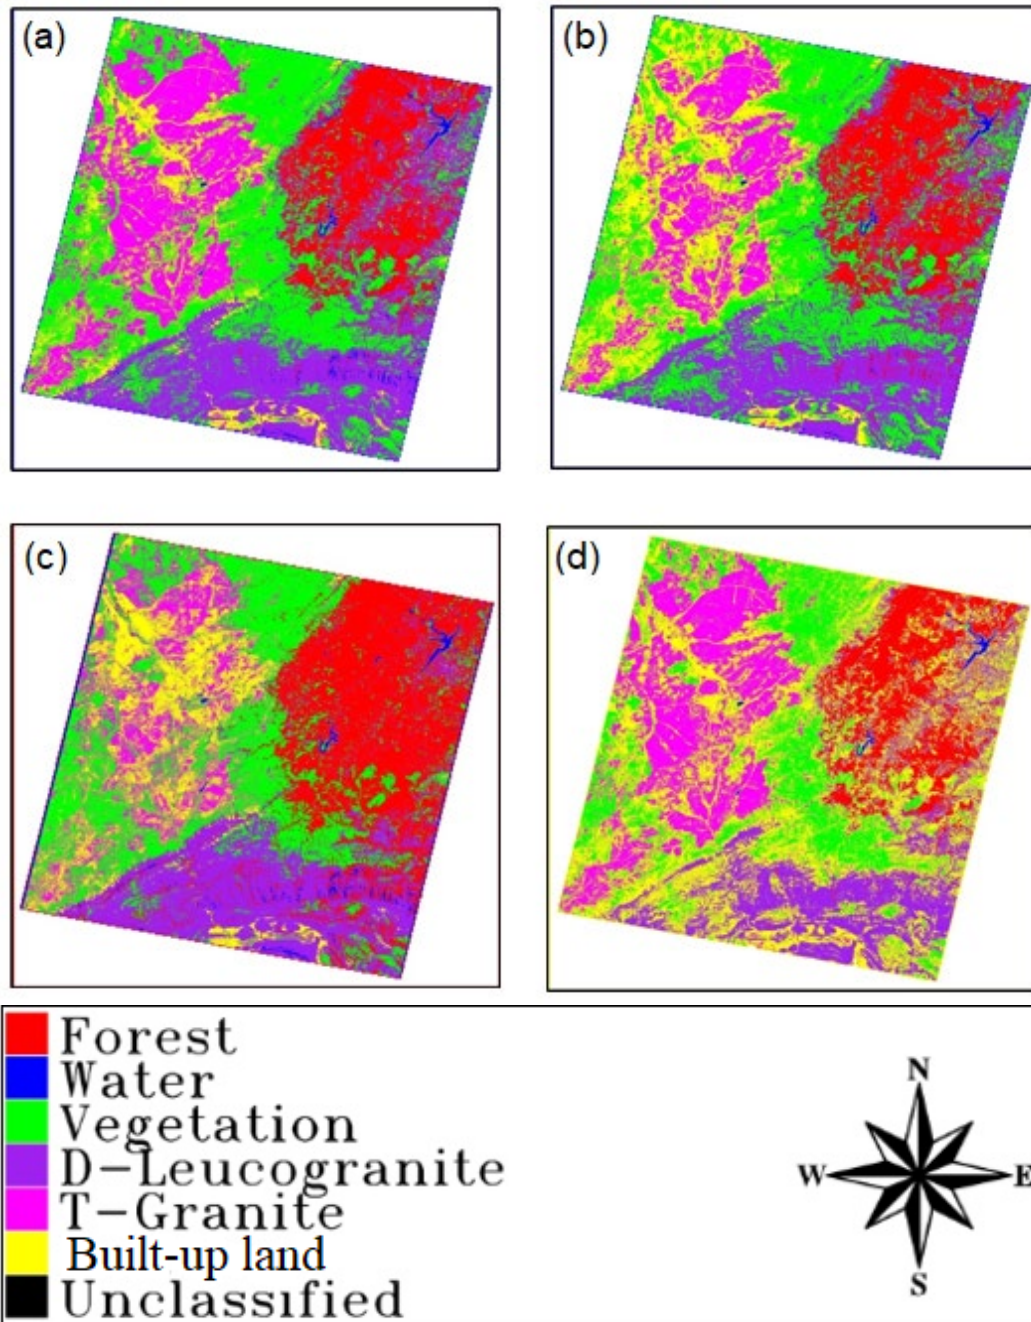 (a)
(b)
(c)
(d)
Forest
Water
Vegetation
D-Leucogranite
T-Granite
Built-up land
Unclassified
N
W E
S